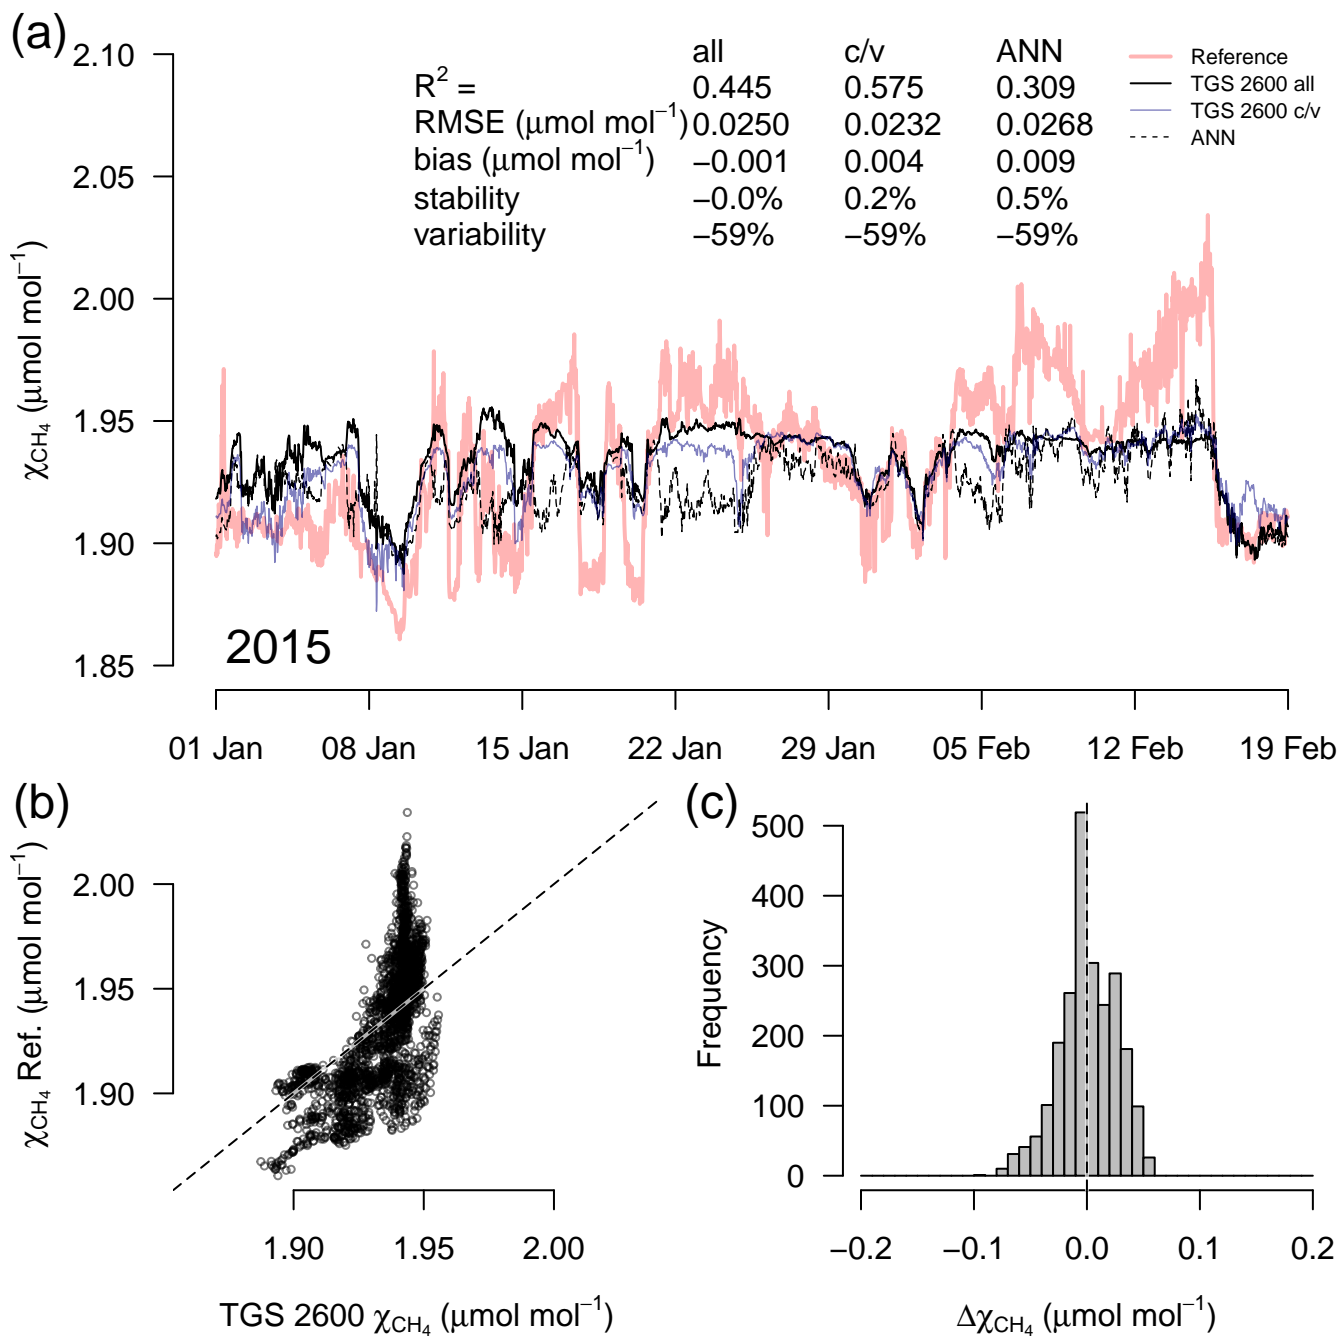 (a)
all c/v ANN
R² = 0.445 0.575 0.309
RMSE (μmol mol⁻¹) 0.0250 0.0232 0.0268
bias (μmol mol⁻¹) −0.001 0.004 0.009
stability −0.0% 0.2% 0.5%
variability −59% −59% −59%
Reference
TGS 2600 all
TGS 2600 c/v
ANN
χCH₄ (μmol mol⁻¹)
2.10
2.05
2.00
1.95
1.90
1.85
2015
01 Jan 08 Jan 15 Jan 22 Jan 29 Jan 05 Feb 12 Feb 19 Feb
(b)
χCH₄ Ref. (μmol mol⁻¹)
2.00
1.95
1.90
1.90 1.95 2.00
TGS 2600 χCH₄ (μmol mol⁻¹)
(c)
Frequency
500
400
300
200
100
0
−0.2 −0.1 0.0 0.1 0.2
ΔχCH₄ (μmol mol⁻¹)